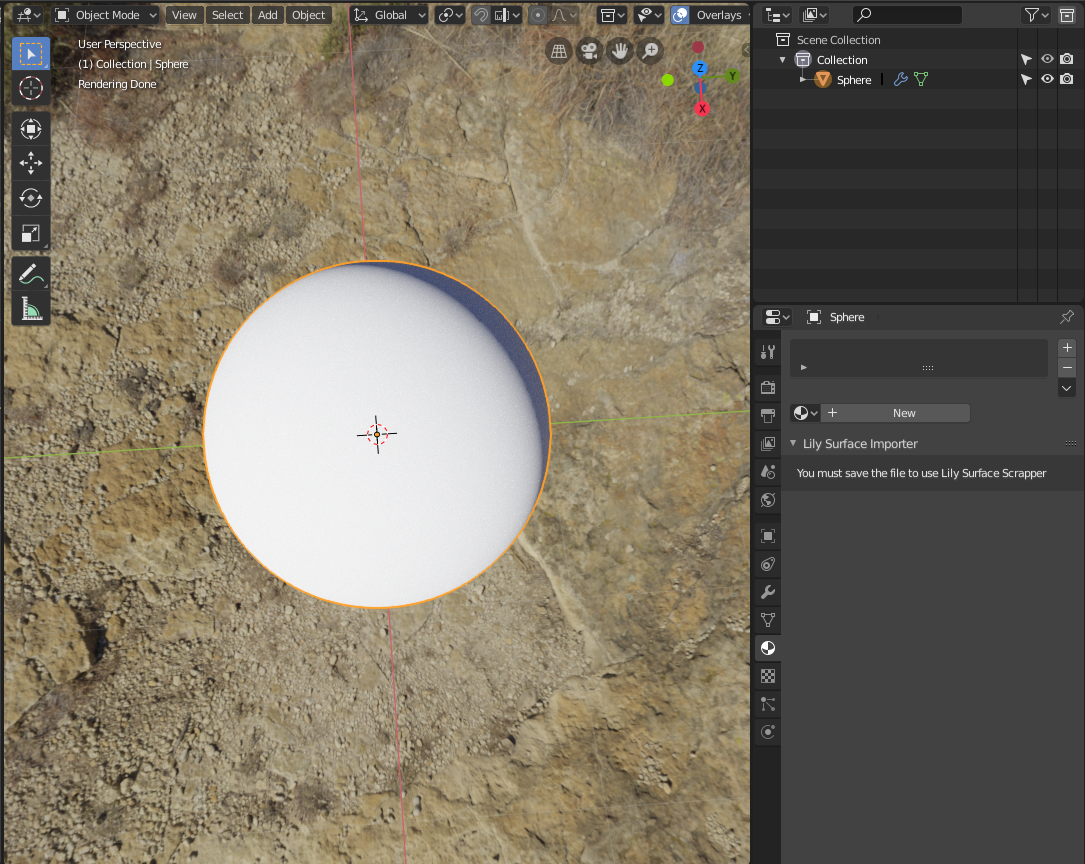 Object Mode View Select Add Object Global Overlays
User Perspective
(1) Collection | Sphere
Rendering Done
Z
Y
X
Scene Collection
Collection
Sphere
Sphere
New
Lily Surface Importer
You must save the file to use Lily Surface Scrapper